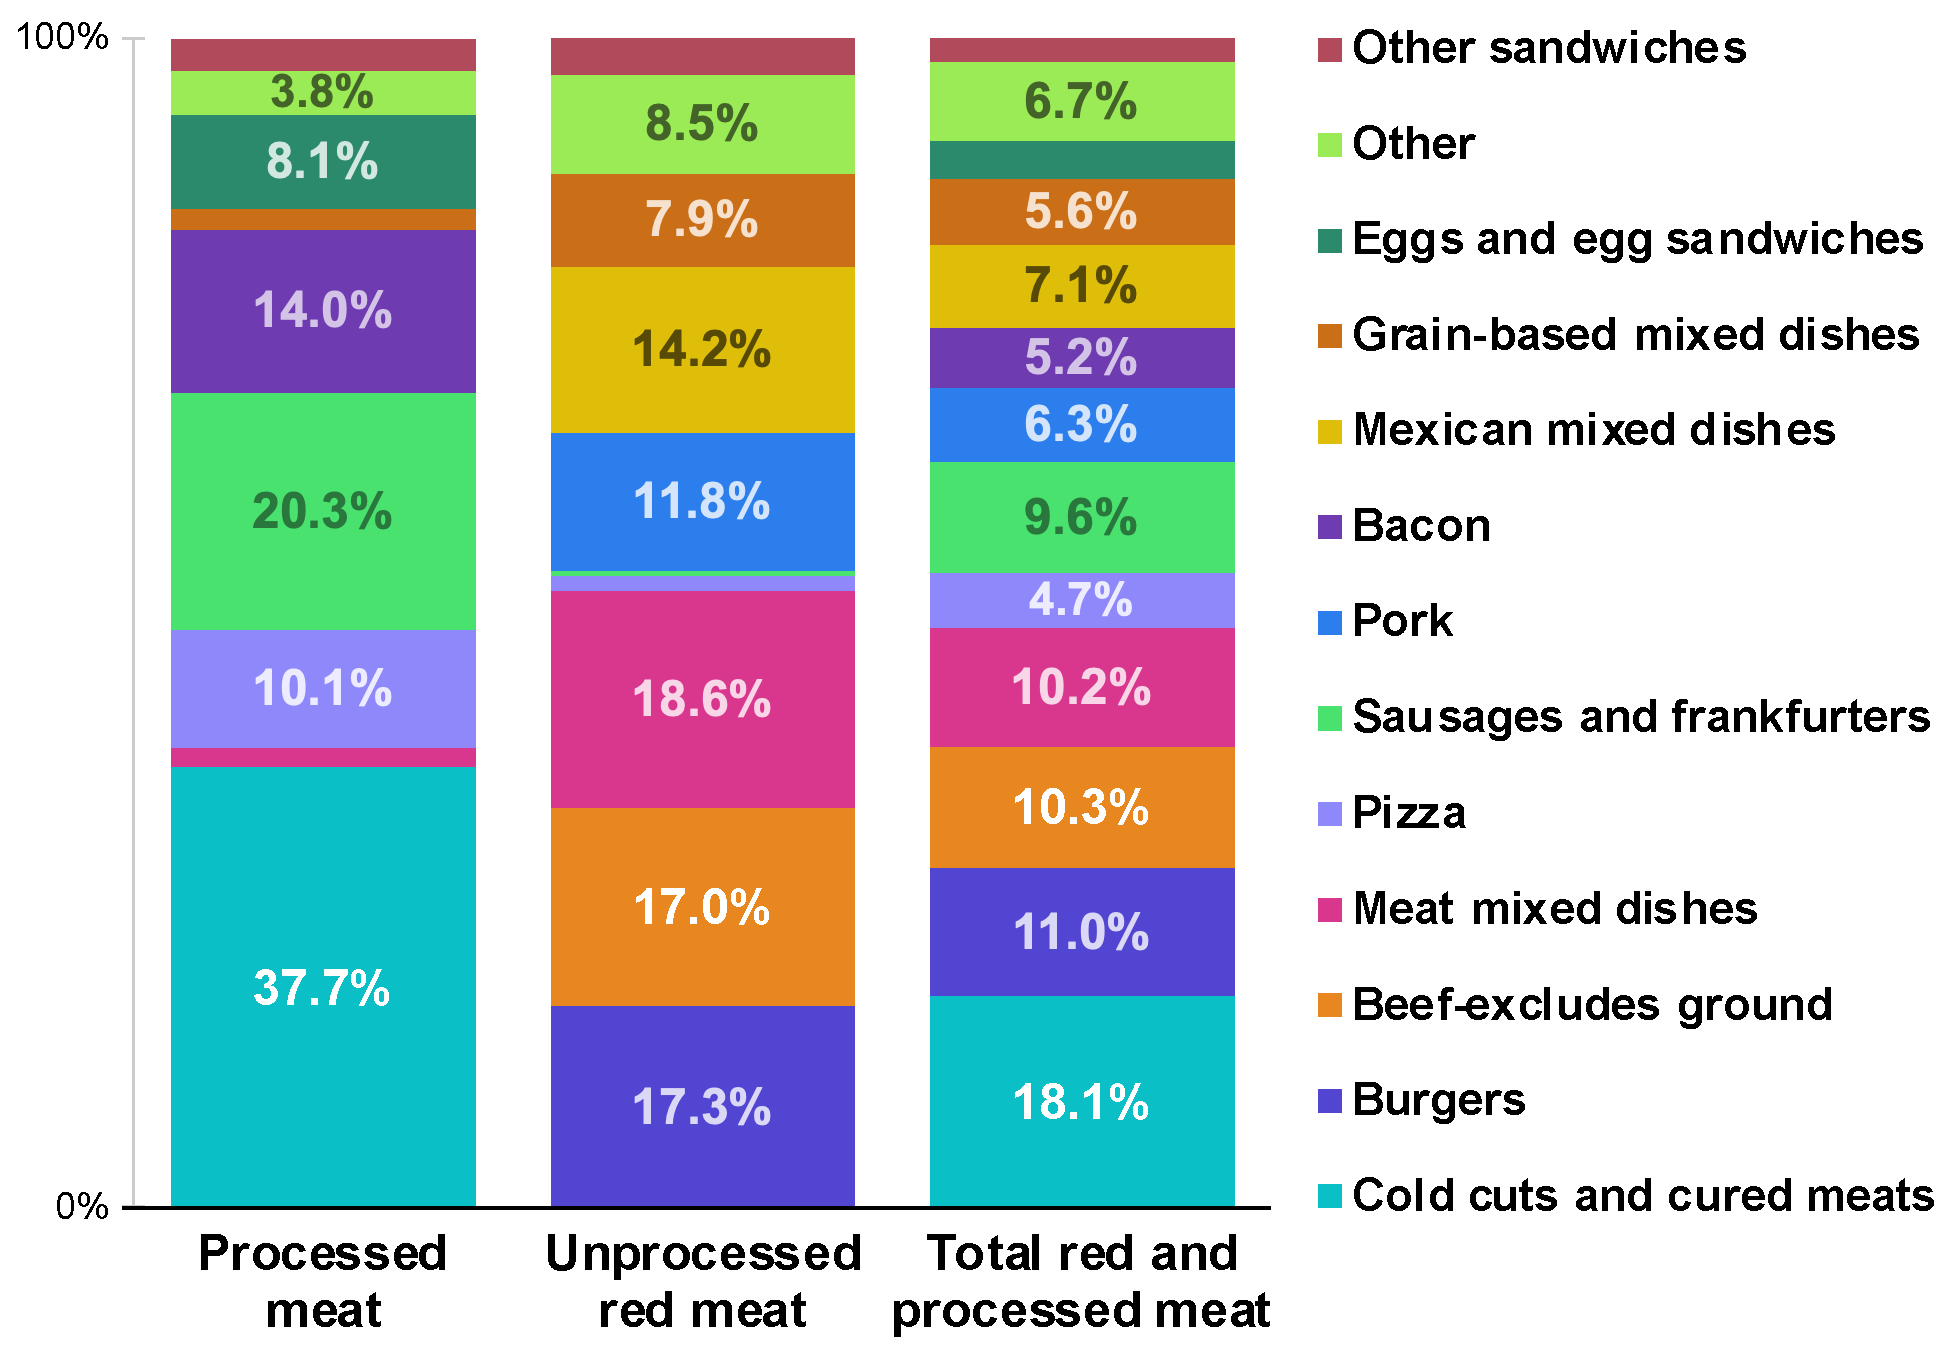 100%
0%
3.8%
8.1%
14.0%
20.3%
10.1%
37.7%
8.5%
7.9%
14.2%
11.8%
18.6%
17.0%
17.3%
6.7%
5.6%
7.1%
5.2%
6.3%
9.6%
4.7%
10.2%
10.3%
11.0%
18.1%
Processed
meat
Unprocessed
red meat
Total red and
processed meat
Other sandwiches
Other
Eggs and egg sandwiches
Grain-based mixed dishes
Mexican mixed dishes
Bacon
Pork
Sausages and frankfurters
Pizza
Meat mixed dishes
Beef-excludes ground
Burgers
Cold cuts and cured meats